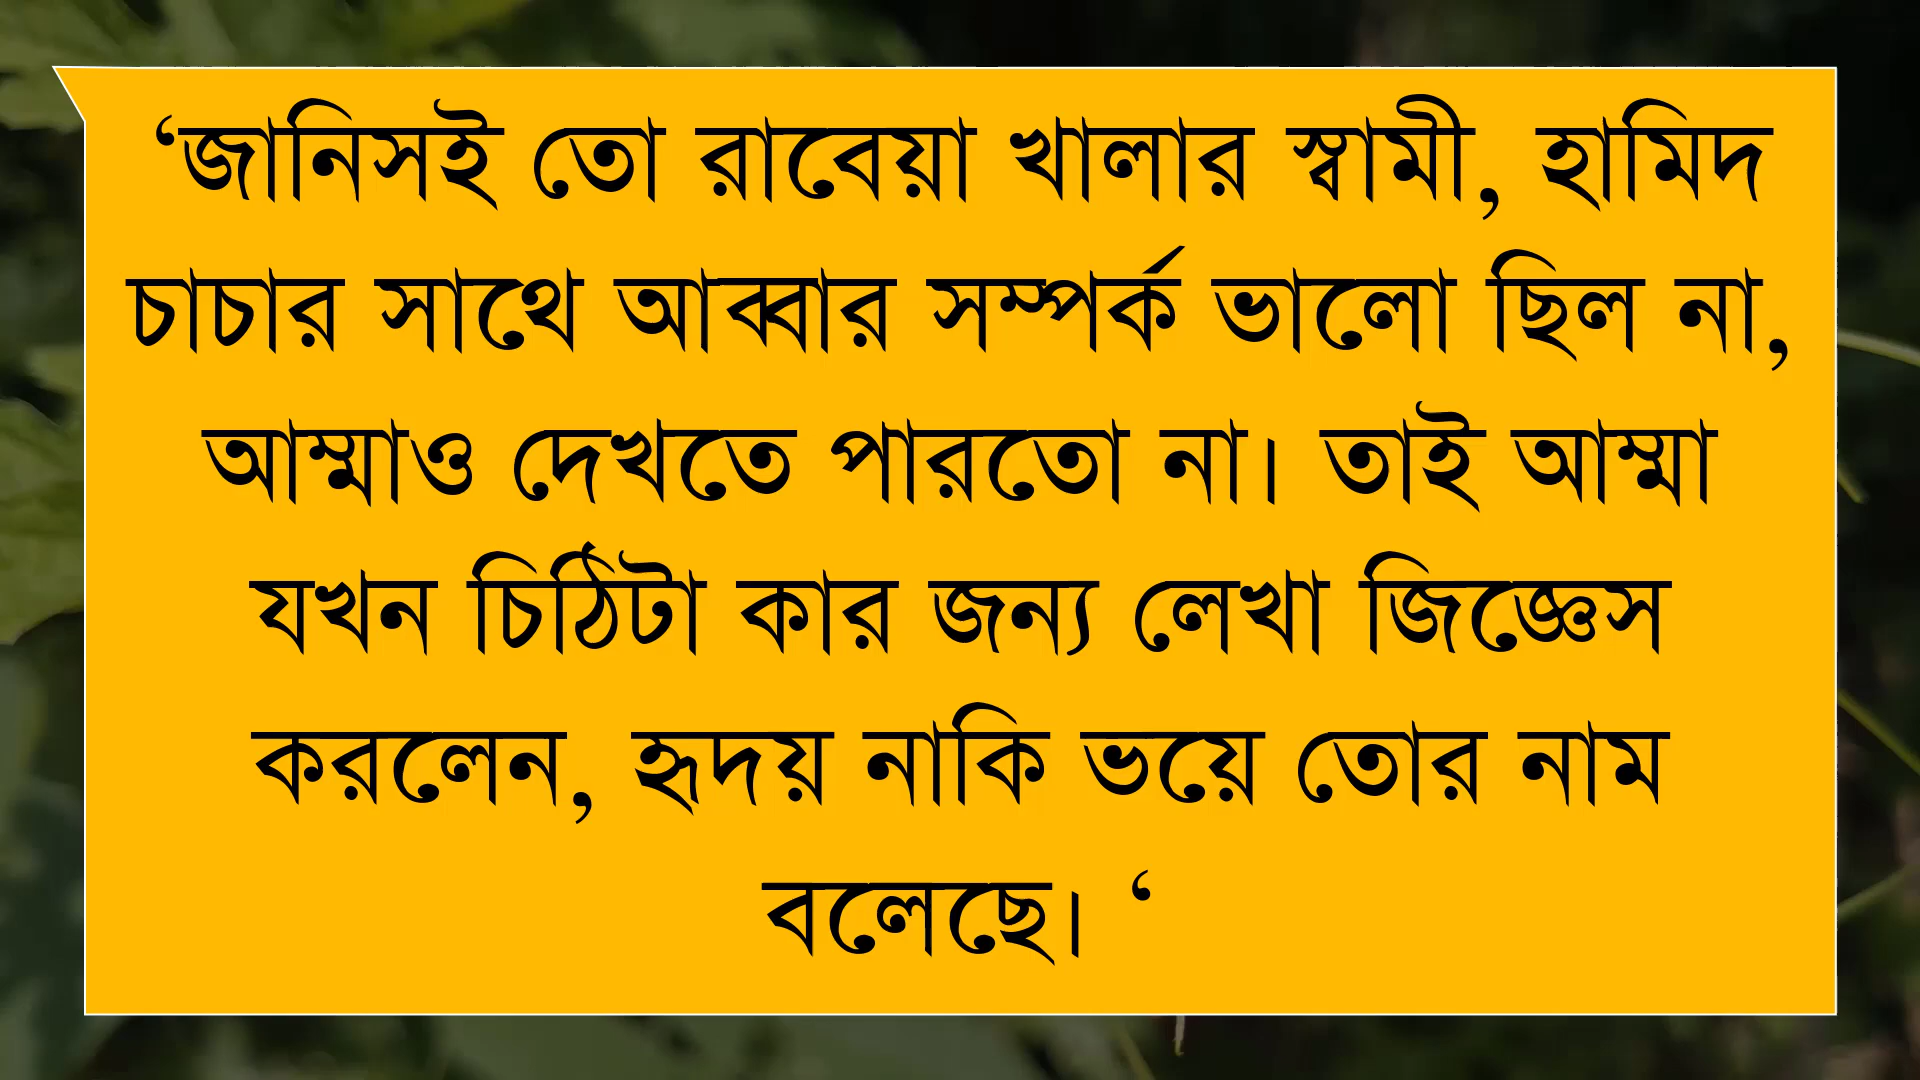 ‘জানিসই তো রাবেয়া খালার স্বামী, হামিদ
চাচার সাথে আব্বার সম্পর্ক ভালো ছিল না,
আম্মাও দেখতে পারতো না। তাই আম্মা
যখন চিঠিটা কার জন্য লেখা জিজ্ঞেস
করলেন, হৃদয় নাকি ভয়ে তোর নাম
বলেছে। ‘